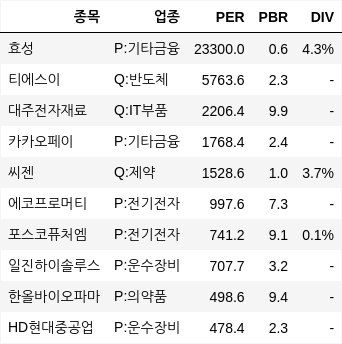 종목 업종 PER PBR DIV
효성 P:기타금융 23300.0 0.6 4.3%
티에스이 Q:반도체 5763.6 2.3 -
대주전자재료 Q:IT부품 2206.4 9.9 -
카카오페이 P:기타금융 1768.4 2.4 -
씨젠 Q:제약 1528.6 1.0 3.7%
에코프로머티 P:전기전자 997.6 7.3 -
포스코퓨처엠 P:전기전자 741.2 9.1 0.1%
일진하이솔루스 P:운수장비 707.7 3.2 -
한올바이오파마 P:의약품 498.6 9.4 -
HD현대중공업 P:운수장비 478.4 2.3 -